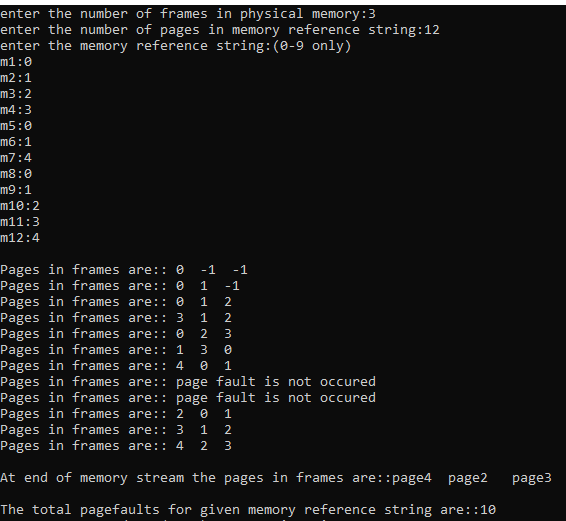 enter the number of frames in physical memory:3
enter the number of pages in memory reference string:12
enter the memory reference string:(0-9 only)
m1:0
m2:1
m3:2
m4:3
m5:0
m6:1
m7:4
m8:0
m9:1
m10:2
m11:3
m12:4
Pages in frames are:: 0 -1 -1
Pages in frames are:: 0 1 -1
Pages in frames are:: 0 1 2
Pages in frames are:: 3 1 2
Pages in frames are:: 0 2 3
Pages in frames are:: 1 3 0
Pages in frames are:: 4 0 1
Pages in frames are:: page fault is not occured
Pages in frames are:: page fault is not occured
Pages in frames are:: 2 0 1
Pages in frames are:: 3 1 2
Pages in frames are:: 4 2 3
At end of memory stream the pages in frames are::page4 page2 page3
The total pagefaults for given memory reference string are::10